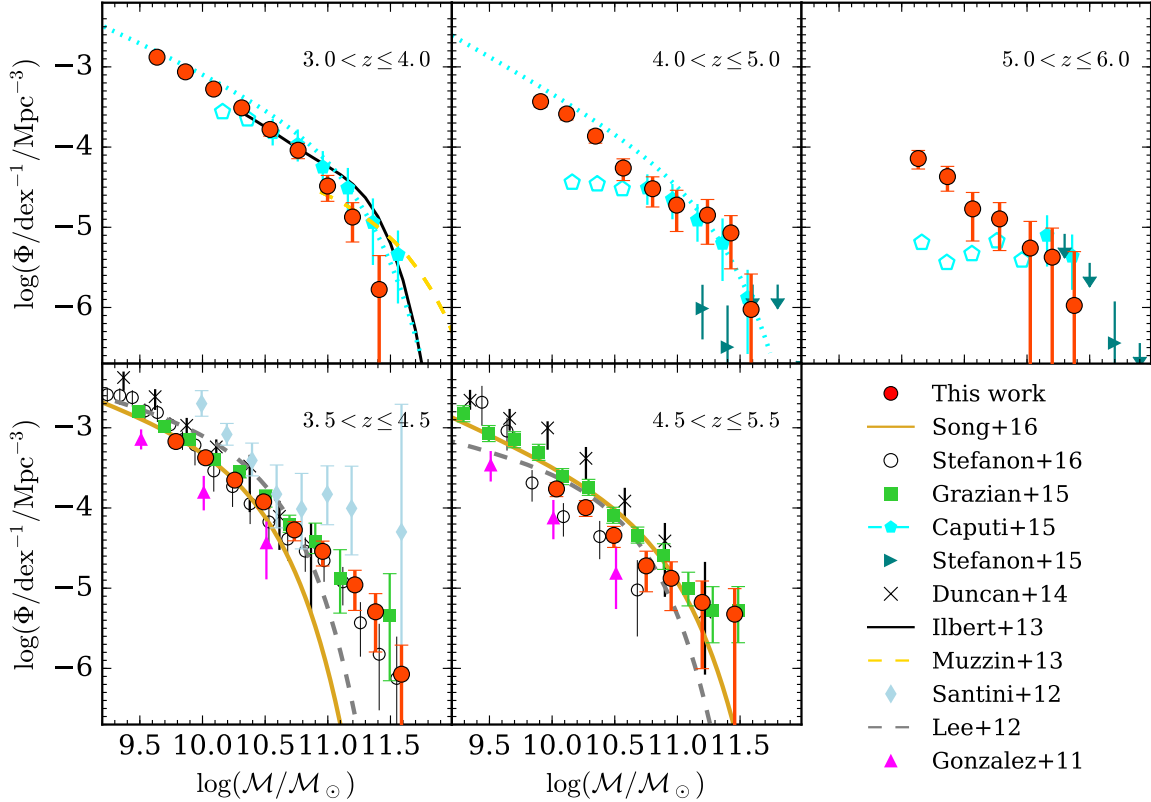 3.0 < z ≤ 4.0
4.0 < z ≤ 5.0
5.0 < z ≤ 6.0
log(Φ/dex⁻¹/Mpc⁻³)
−3
−4
−5
−6
3.5 < z ≤ 4.5
4.5 < z ≤ 5.5
log(Φ/dex⁻¹/Mpc⁻³)
−3
−4
−5
−6
9.5 10.0 10.5 11.0 11.5
9.5 10.0 10.5 11.0 11.5
log(ℳ/ℳ⊙)
log(ℳ/ℳ⊙)
This work
Song+16
Stefanon+16
Grazian+15
Caputi+15
Stefanon+15
Duncan+14
Ilbert+13
Muzzin+13
Santini+12
Lee+12
Gonzalez+11